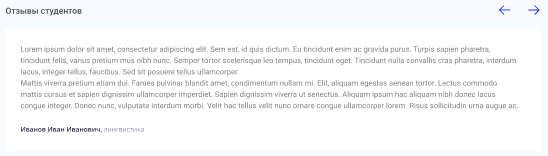 Отзывы студентов
Lorem ipsum dolor sit amet, consectetur adipiscing elit. Sem est, id quis dictum. Eu tincidunt enim ac gravida purus. Turpis sapien pharetra,
tincidunt felis, varius pretium mus nibh nunc. Semper tortor scelerisque leo tempus, tincidunt eget. Tincidunt nulla convallis cras pharetra, interdum
lacus, integer tellus, faucibus. Sed sit posuere tellus ullamcorper.
Mattis viverra pretium etiam dui. Fames pulvinar blandit amet, condimentum nullam mi. Elit, aliquam egestas aenean tortor. Lectus commodo
mattis cursus et sapien dignissim ullamcorper imperdiet. Sapien dignissim viverra ut senectus. Aliquam ipsum hac aliquam nibh donec lacus
congue integer. Donec nunc, vulputate interdum morbi. Velit hac tellus velit nunc ornare congue ullamcorper lorem. Risus sollicitudin urna augue ac.
Иванов Иван Иванович, лингвистика